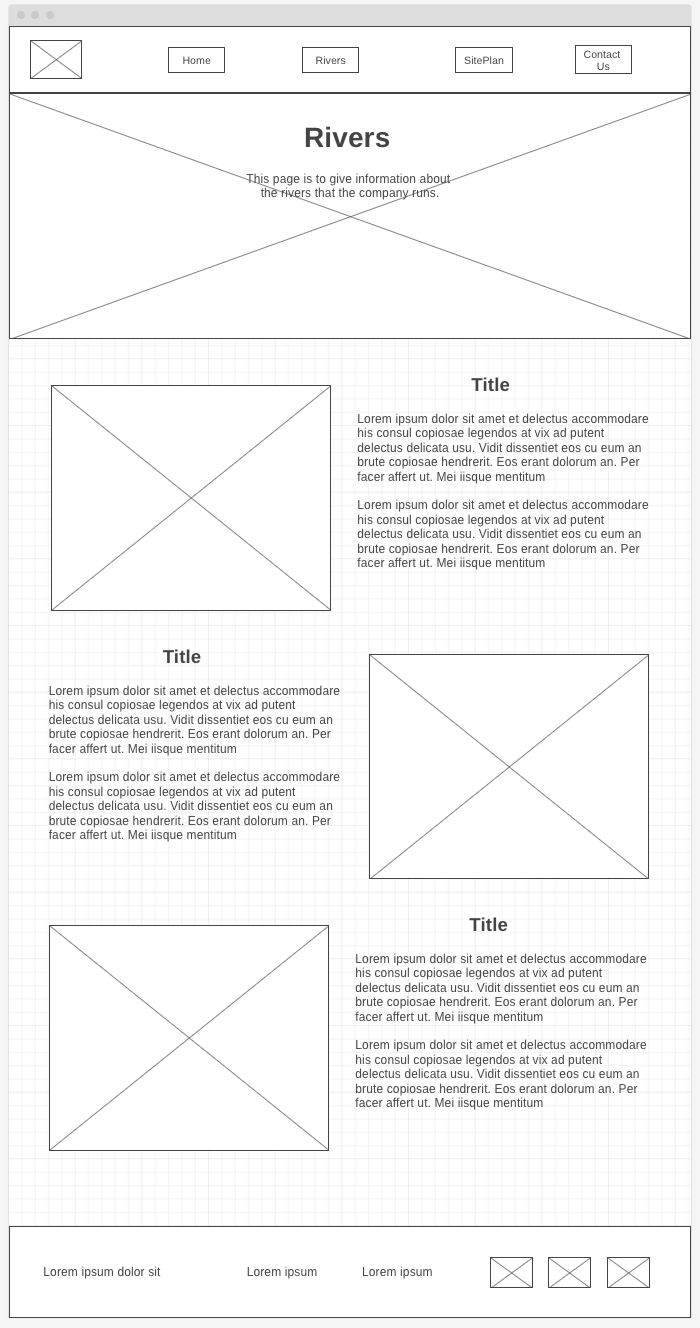 Home
Rivers
SitePlan
Contact
Us
Rivers
This page is to give information about
the rivers that the company runs.
Title
Lorem ipsum dolor sit amet et delectus accommodare
his consul copiosae legendos at vix ad putent
delectus delicata usu. Vidit dissentiet eos cu eum an
brute copiosae hendrerit. Eos erant dolorum an. Per
facer affert ut. Mei iisque mentitum
Lorem ipsum dolor sit amet et delectus accommodare
his consul copiosae legendos at vix ad putent
delectus delicata usu. Vidit dissentiet eos cu eum an
brute copiosae hendrerit. Eos erant dolorum an. Per
facer affert ut. Mei iisque mentitum
Title
Lorem ipsum dolor sit amet et delectus accommodare
his consul copiosae legendos at vix ad putent
delectus delicata usu. Vidit dissentiet eos cu eum an
brute copiosae hendrerit. Eos erant dolorum an. Per
facer affert ut. Mei iisque mentitum
Lorem ipsum dolor sit amet et delectus accommodare
his consul copiosae legendos at vix ad putent
delectus delicata usu. Vidit dissentiet eos cu eum an
brute copiosae hendrerit. Eos erant dolorum an. Per
facer affert ut. Mei iisque mentitum
Title
Lorem ipsum dolor sit amet et delectus accommodare
his consul copiosae legendos at vix ad putent
delectus delicata usu. Vidit dissentiet eos cu eum an
brute copiosae hendrerit. Eos erant dolorum an. Per
facer affert ut. Mei iisque mentitum
Lorem ipsum dolor sit amet et delectus accommodare
his consul copiosae legendos at vix ad putent
delectus delicata usu. Vidit dissentiet eos cu eum an
brute copiosae hendrerit. Eos erant dolorum an. Per
facer affert ut. Mei iisque mentitum
Lorem ipsum dolor sit
Lorem ipsum
Lorem ipsum